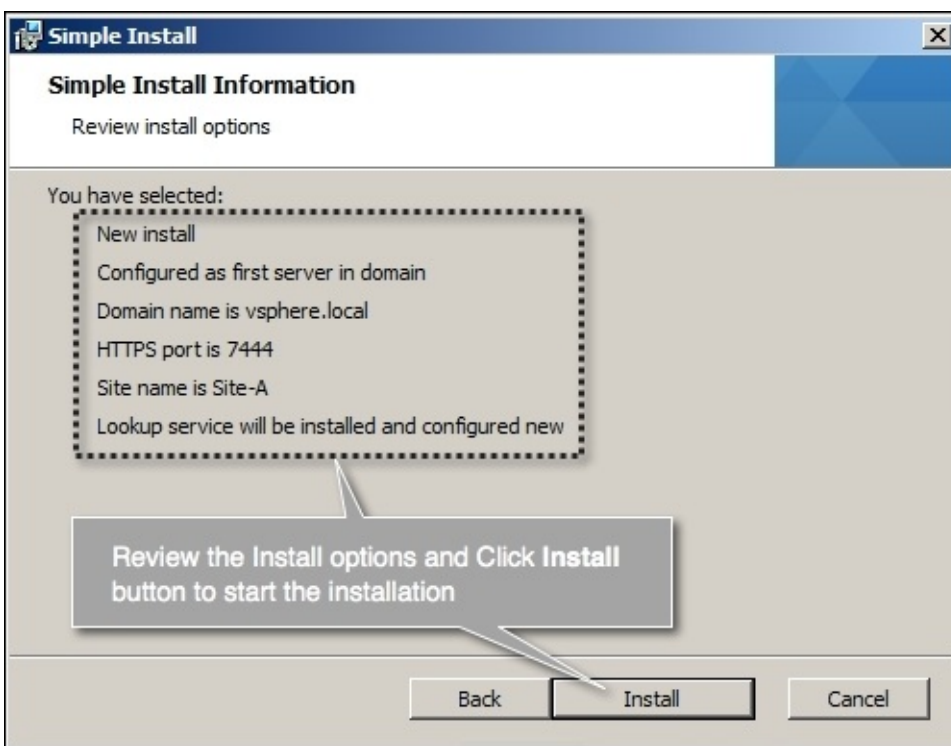 Simple Install
Simple Install Information
Review install options
You have selected:
New install
Configured as first server in domain
Domain name is vsphere.local
HTTPS port is 7444
Site name is Site-A
Lookup service will be installed and configured new
Review the Install options and Click Install
button to start the installation
Back
Install
Cancel